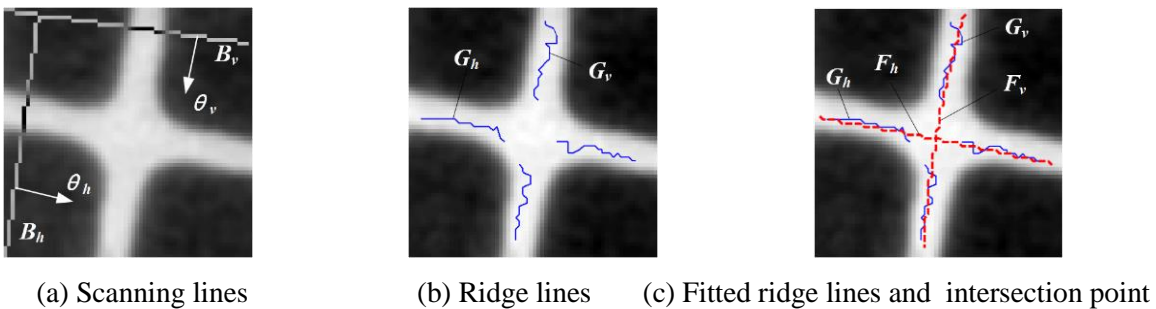 B_v
θ_v
θ_h
B_h
G_h
G_v
G_v
F_h
G_h
F_v
(a) Scanning lines
(b) Ridge lines
(c) Fitted ridge lines and intersection point